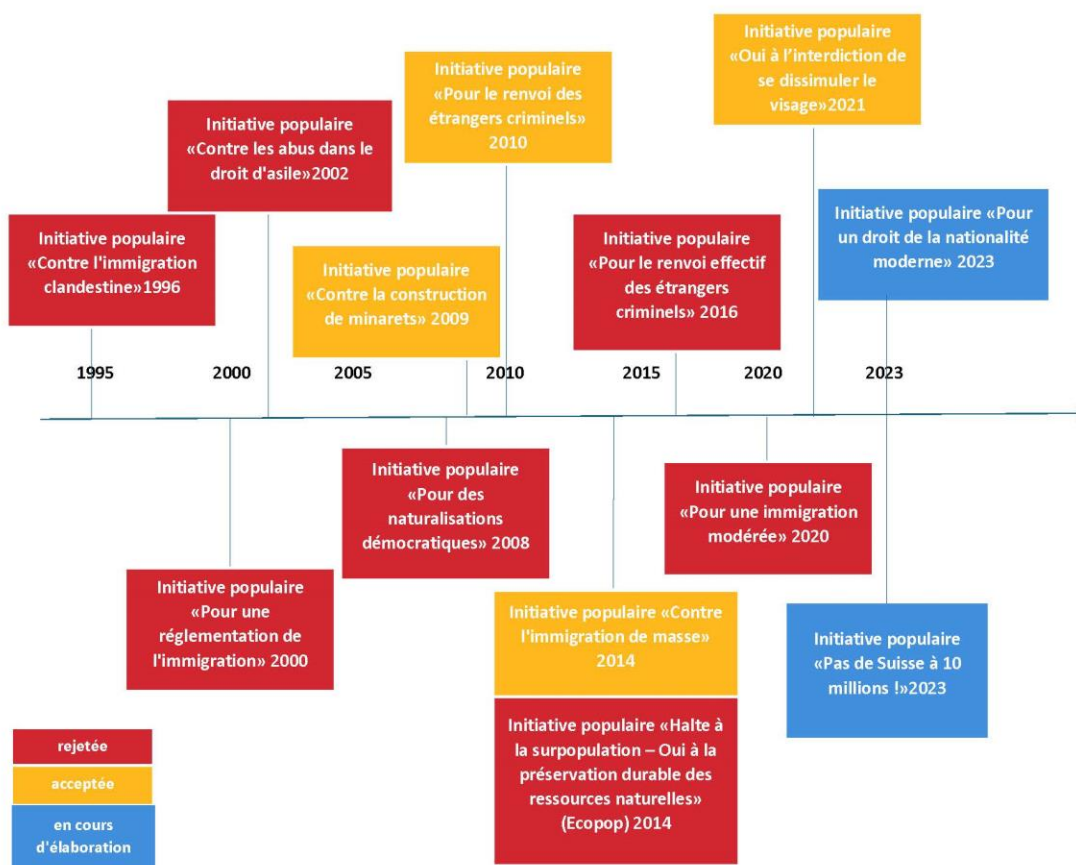 Initiative populaire
«Contre l'immigration
clandestine»1996
Initiative populaire
«Contre les abus dans le
droit d'asile»2002
Initiative populaire
«Contre la construction
de minarets» 2009
Initiative populaire
«Pour le renvoi des
étrangers criminels»
2010
Initiative populaire
«Pour le renvoi effectif
des étrangers
criminels» 2016
Initiative populaire
«Oui à l'interdiction de
se dissimuler le
visage»2021
Initiative populaire «Pour
un droit de la nationalité
moderne» 2023
1995 2000 2005 2010 2015 2020 2023
Initiative populaire
«Pour une
réglementation de
l'immigration» 2000
Initiative populaire
«Pour des
naturalisations
démocratiques» 2008
Initiative populaire «Contre
l'immigration de masse»
2014
Initiative populaire «Halte à
la surpopulation – Oui à la
préservation durable des
ressources naturelles»
(Ecopop) 2014
Initiative populaire
«Pour une immigration
modérée» 2020
Initiative populaire
«Pas de Suisse à 10
millions !»2023
rejetée
acceptée
en cours
d'élaboration